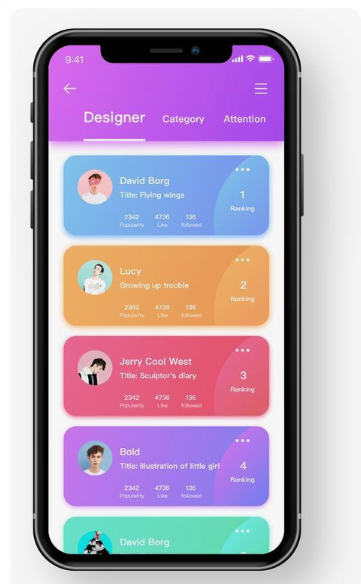 9:41
Designer Category Attention
David Borg
Title: Flying wings
1
Ranking
2342 4736 136
Popularity Like followed
Lucy
Growing up trouble
2
Ranking
2342 4736 136
Popularity Like followed
Jerry Cool West
Title: Sculptor's diary
3
Ranking
2342 4736 136
Popularity Like followed
Bold
Title: Illustration of little girl
4
Ranking
2342 4736 136
Popularity Like followed
David Borg